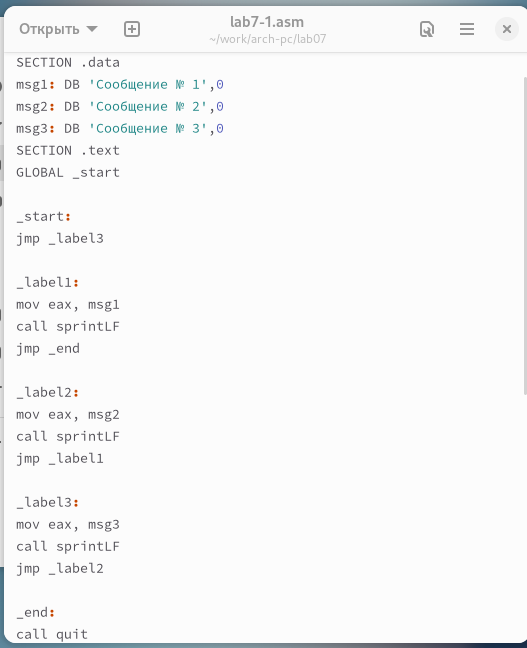 Открыть
lab7-1.asm
~/work/arch-pc/lab07
SECTION .data
msg1: DB 'Сообщение № 1',0
msg2: DB 'Сообщение № 2',0
msg3: DB 'Сообщение № 3',0
SECTION .text
GLOBAL _start

_start:
jmp _label3

_label1:
mov eax, msg1
call sprintLF
jmp _end

_label2:
mov eax, msg2
call sprintLF
jmp _label1

_label3:
mov eax, msg3
call sprintLF
jmp _label2

_end:
call quit